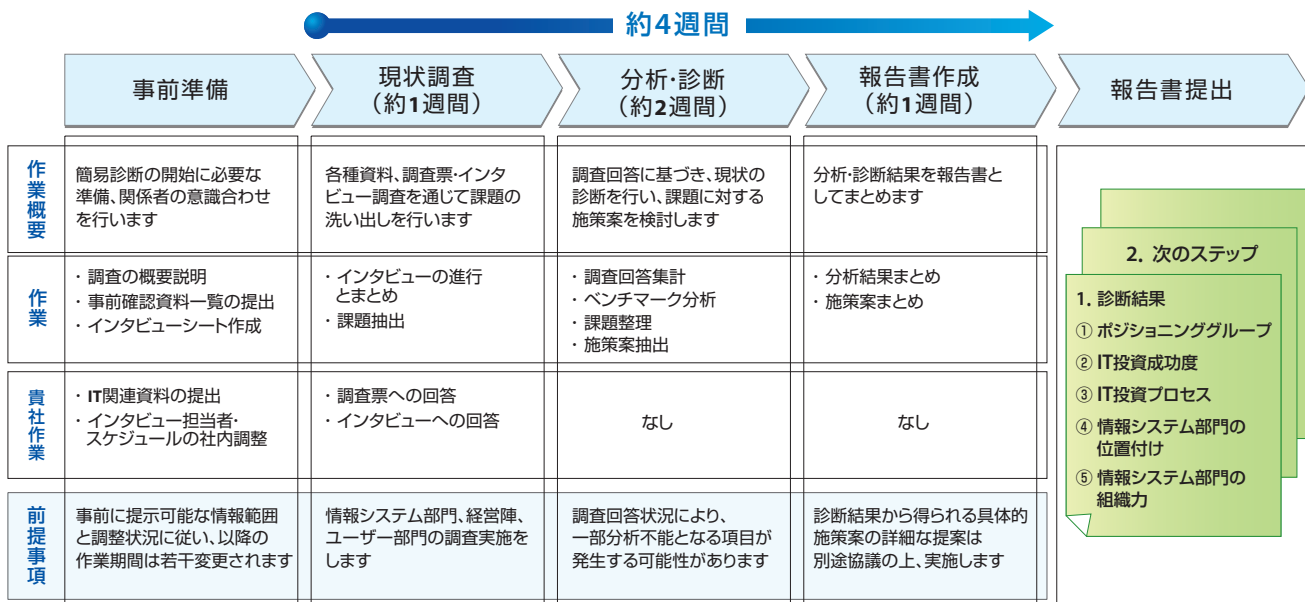 約4週間
事前準備
現状調査
(約1週間)
分析・診断
(約2週間)
報告書作成
(約1週間)
報告書提出
作業概要
簡易診断の開始に必要な
準備、関係者の意識合わせ
を行います
各種資料、調査票・インタ
ビュー調査を通じて課題の
洗い出しを行います
調査回答に基づき、現状の
診断を行い、課題に対する
施策案を検討します
分析・診断結果を報告書と
してまとめます
作業
・調査の概要説明
・事前確認資料一覧の提出
・インタビューシート作成
・インタビューの進行
とまとめ
・課題抽出
・調査回答集計
・ベンチマーク分析
・課題整理
・施策案抽出
・分析結果まとめ
・施策案まとめ
貴社作業
・IT関連資料の提出
・インタビュー担当者・
スケジュールの社内調整
・調査票への回答
・インタビューへの回答
なし
なし
前提事項
事前に提示可能な情報範囲
と調整状況に従い、以降の
作業期間は若干変更されます
情報システム部門、経営陣、
ユーザー部門の調査実施を
します
調査回答状況により、
一部分析不能となる項目が
発生する可能性があります
診断結果から得られる具体的
施策案の詳細な提案は
別途協議の上、実施します
2. 次のステップ
1. 診断結果
① ポジショニンググループ
② IT投資成功度
③ IT投資プロセス
④ 情報システム部門の
位置付け
⑤ 情報システム部門の
組織力